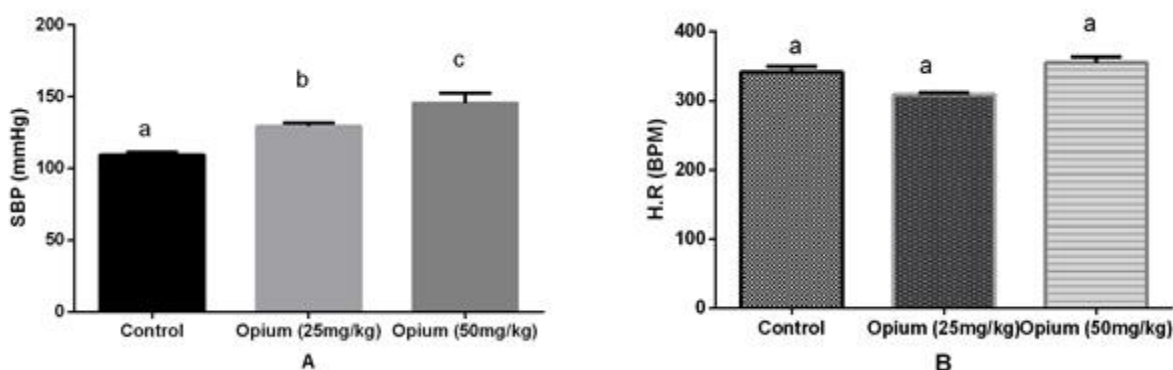 200
150
100
50
0
SBP (mmHg)
a
b
c
Control
Opium (25mg/kg)
Opium (50mg/kg)
A
400
300
200
100
0
H.R (BPM)
a
a
a
Control
Opium (25mg/kg)
Opium (50mg/kg)
B